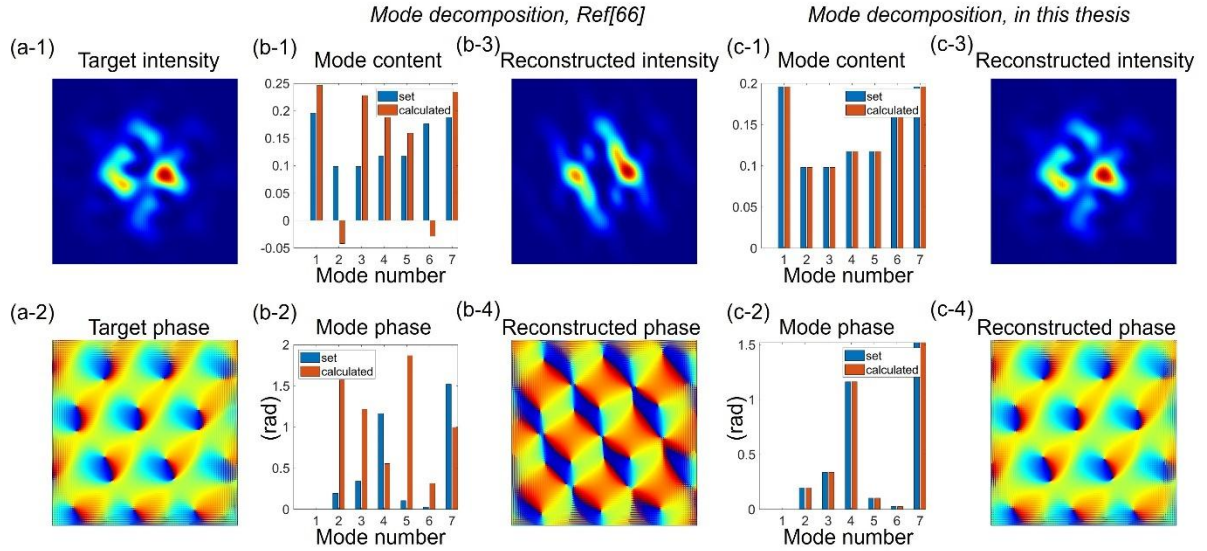 Mode decomposition, Ref[66]
Mode decomposition, in this thesis
(a-1)
Target intensity
(b-1)
Mode content
0.25
0.2
0.15
0.1
0.05
0
-0.05
set
calculated
1 2 3 4 5 6 7
Mode number
(b-3)
Reconstructed intensity
(c-1)
Mode content
0.2
0.15
0.1
0.05
0
set
calculated
1 2 3 4 5 6 7
Mode number
(c-3)
Reconstructed intensity
(a-2)
Target phase
(b-2)
Mode phase
(rad)
2
1.5
1
0.5
0
set
calculated
1 2 3 4 5 6 7
Mode number
(b-4)
Reconstructed phase
(c-2)
Mode phase
(rad)
1.5
1
0.5
0
set
calculated
1 2 3 4 5 6 7
Mode number
(c-4)
Reconstructed phase